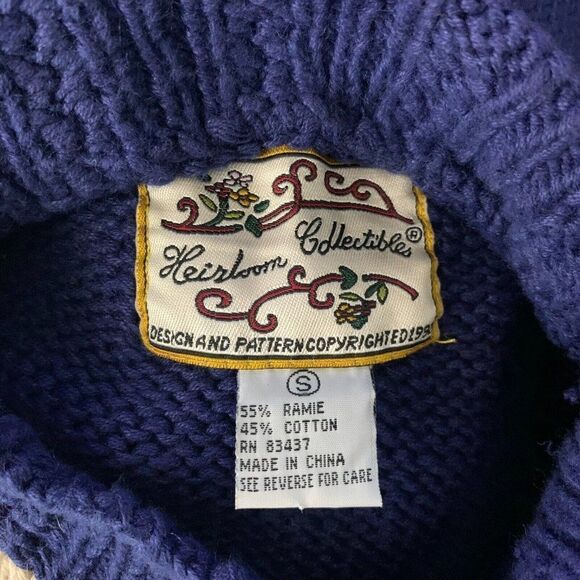 Heirloom Collectibles®
DESIGN AND PATTERN COPYRIGHTED
S
55% RAMIE
45% COTTON
RN 83437
MADE IN CHINA
SEE REVERSE FOR CARE